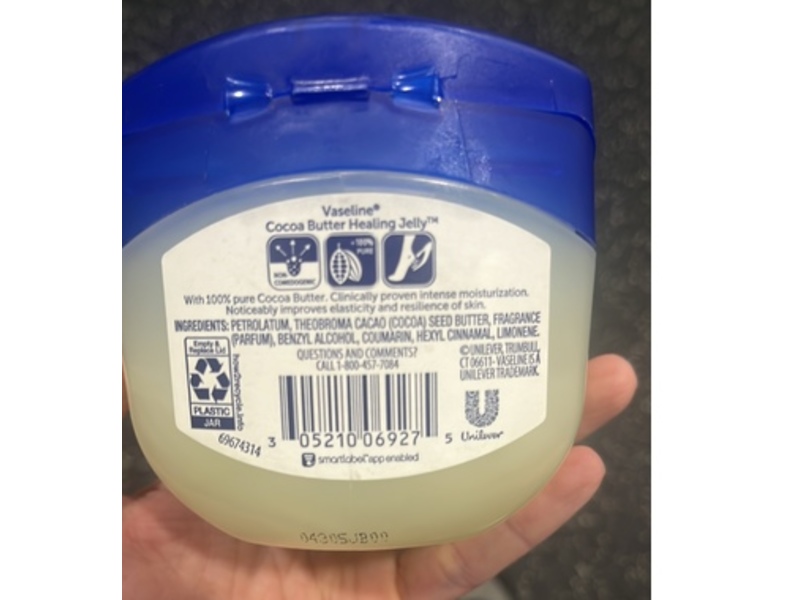 Vaseline®
Cocoa Butter Healing Jelly™
NON-COMEDOGENIC
100% PURE
With 100% pure Cocoa Butter. Clinically proven intense moisturization.
Noticeably improves elasticity and resilience of skin.
INGREDIENTS: PETROLATUM, THEOBROMA CACAO (COCOA) SEED BUTTER, FRAGRANCE
(PARFUM), BENZYL ALCOHOL, COUMARIN, HEXYL CINNAMAL, LIMONENE.
Empty &
Replace Lid
PLASTIC
JAR
how2recycle.info
QUESTIONS AND COMMENTS?
CALL 1-800-457-7084
©UNILEVER, TRUMBULL,
CT 06611- VASELINE IS A
UNILEVER TRADEMARK.
69674314
3 05210 06927 5
Unilever
smartlabel™ app enabled